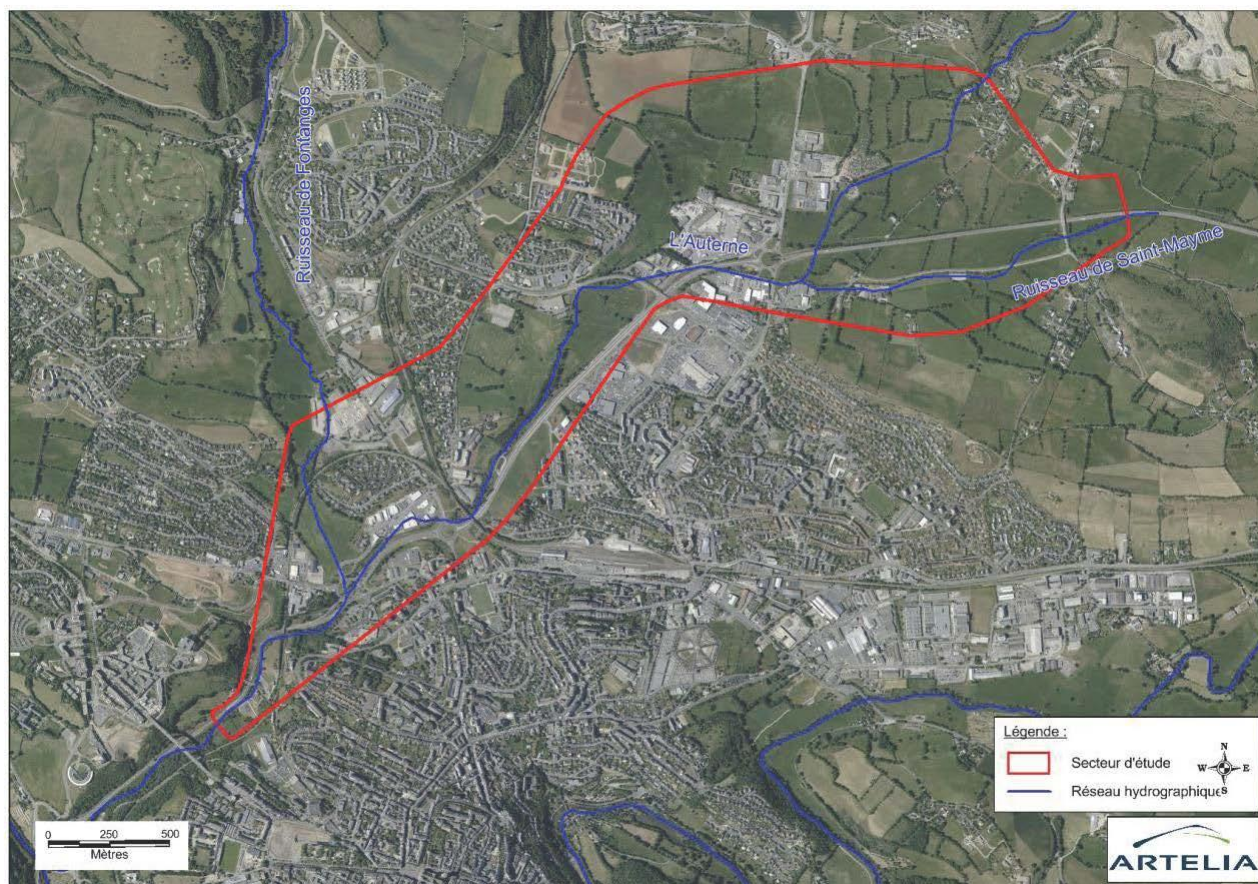 Ruisseau de Fontanges
L'Auterne
Ruisseau de Saint-Mayme
Légende :
Secteur d'étude
Réseau hydrographique
N
W E
S
0 250 500
Mètres
ARTELIA